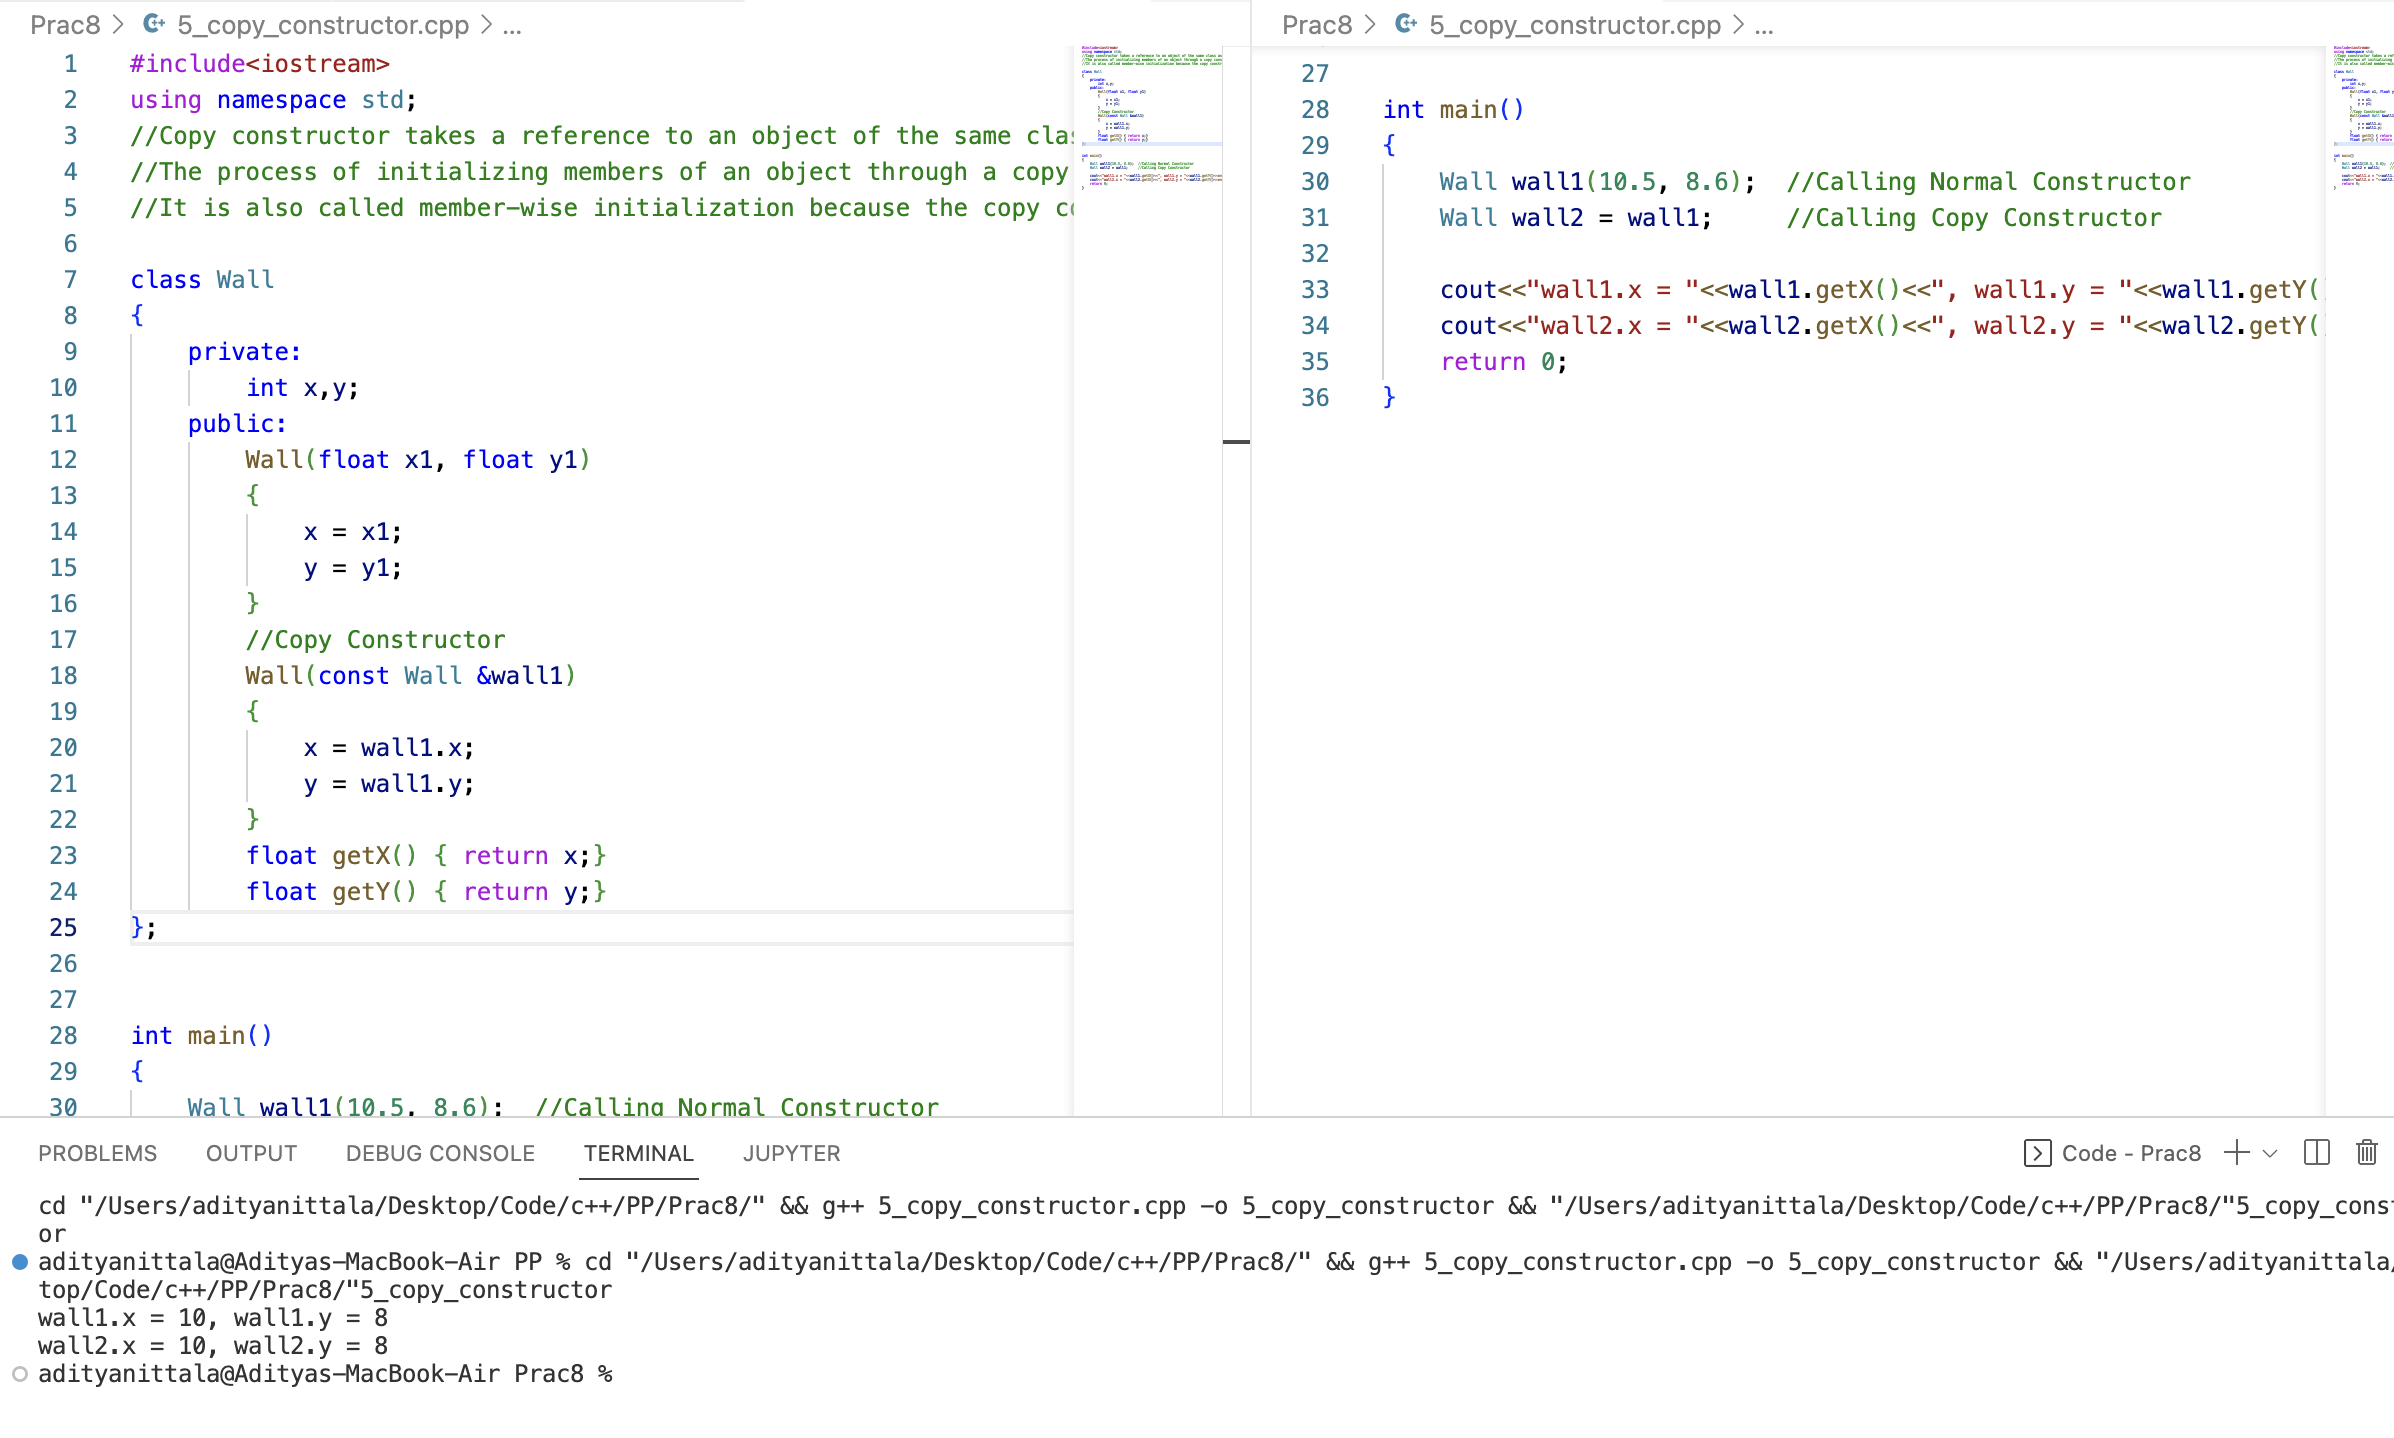 Prac8 > 5_copy_constructor.cpp > ...
1 #include<iostream>
2 using namespace std;
3 //Copy constructor takes a reference to an object of the same clas
4 //The process of initializing members of an object through a copy
5 //It is also called member-wise initialization because the copy co
6
7 class Wall
8 {
9     private:
10         int x,y;
11     public:
12         Wall(float x1, float y1)
13         {
14             x = x1;
15             y = y1;
16         }
17         //Copy Constructor
18         Wall(const Wall &wall1)
19         {
20             x = wall1.x;
21             y = wall1.y;
22         }
23         float getX() { return x;}
24         float getY() { return y;}
25 };
26
27
28 int main()
29 {
30     Wall wall1(10.5, 8.6);  //Calling Normal Constructor
Prac8 > 5_copy_constructor.cpp > ...
27
28 int main()
29 {
30     Wall wall1(10.5, 8.6);  //Calling Normal Constructor
31     Wall wall2 = wall1;     //Calling Copy Constructor
32
33     cout<<"wall1.x = "<<wall1.getX()<<", wall1.y = "<<wall1.getY(
34     cout<<"wall2.x = "<<wall2.getX()<<", wall2.y = "<<wall2.getY(
35     return 0;
36 }
PROBLEMS OUTPUT DEBUG CONSOLE TERMINAL JUPYTER Code - Prac8
cd "/Users/adityanittala/Desktop/Code/c++/PP/Prac8/" && g++ 5_copy_constructor.cpp -o 5_copy_constructor && "/Users/adityanittala/Desktop/Code/c++/PP/Prac8/"5_copy_const
or
adityanittala@Adityas-MacBook-Air PP % cd "/Users/adityanittala/Desktop/Code/c++/PP/Prac8/" && g++ 5_copy_constructor.cpp -o 5_copy_constructor && "/Users/adityanittala/
top/Code/c++/PP/Prac8/"5_copy_constructor
wall1.x = 10, wall1.y = 8
wall2.x = 10, wall2.y = 8
adityanittala@Adityas-MacBook-Air Prac8 %